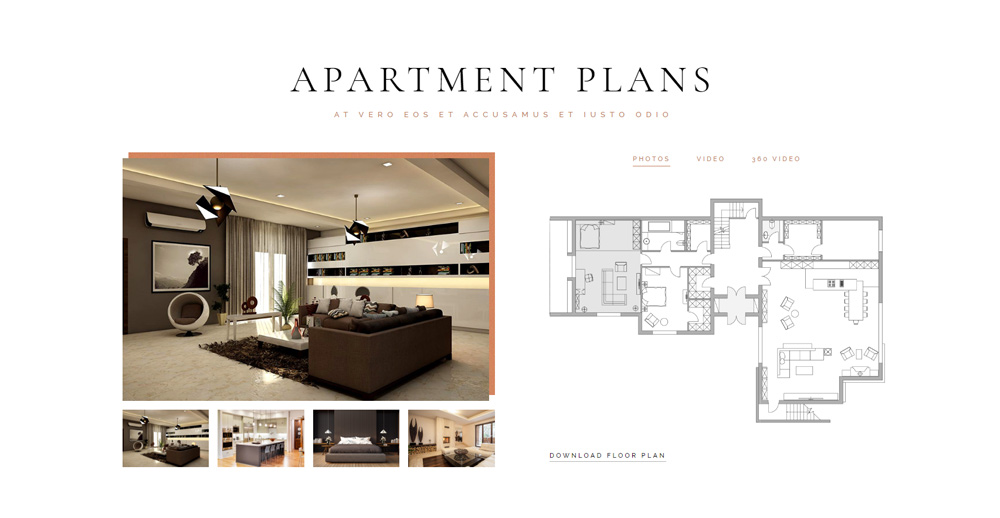 APARTMENT PLANS
AT VERO EOS ET ACCUSAMUS ET IUSTO ODIO
PHOTOS VIDEO 360 VIDEO
DOWNLOAD FLOOR PLAN